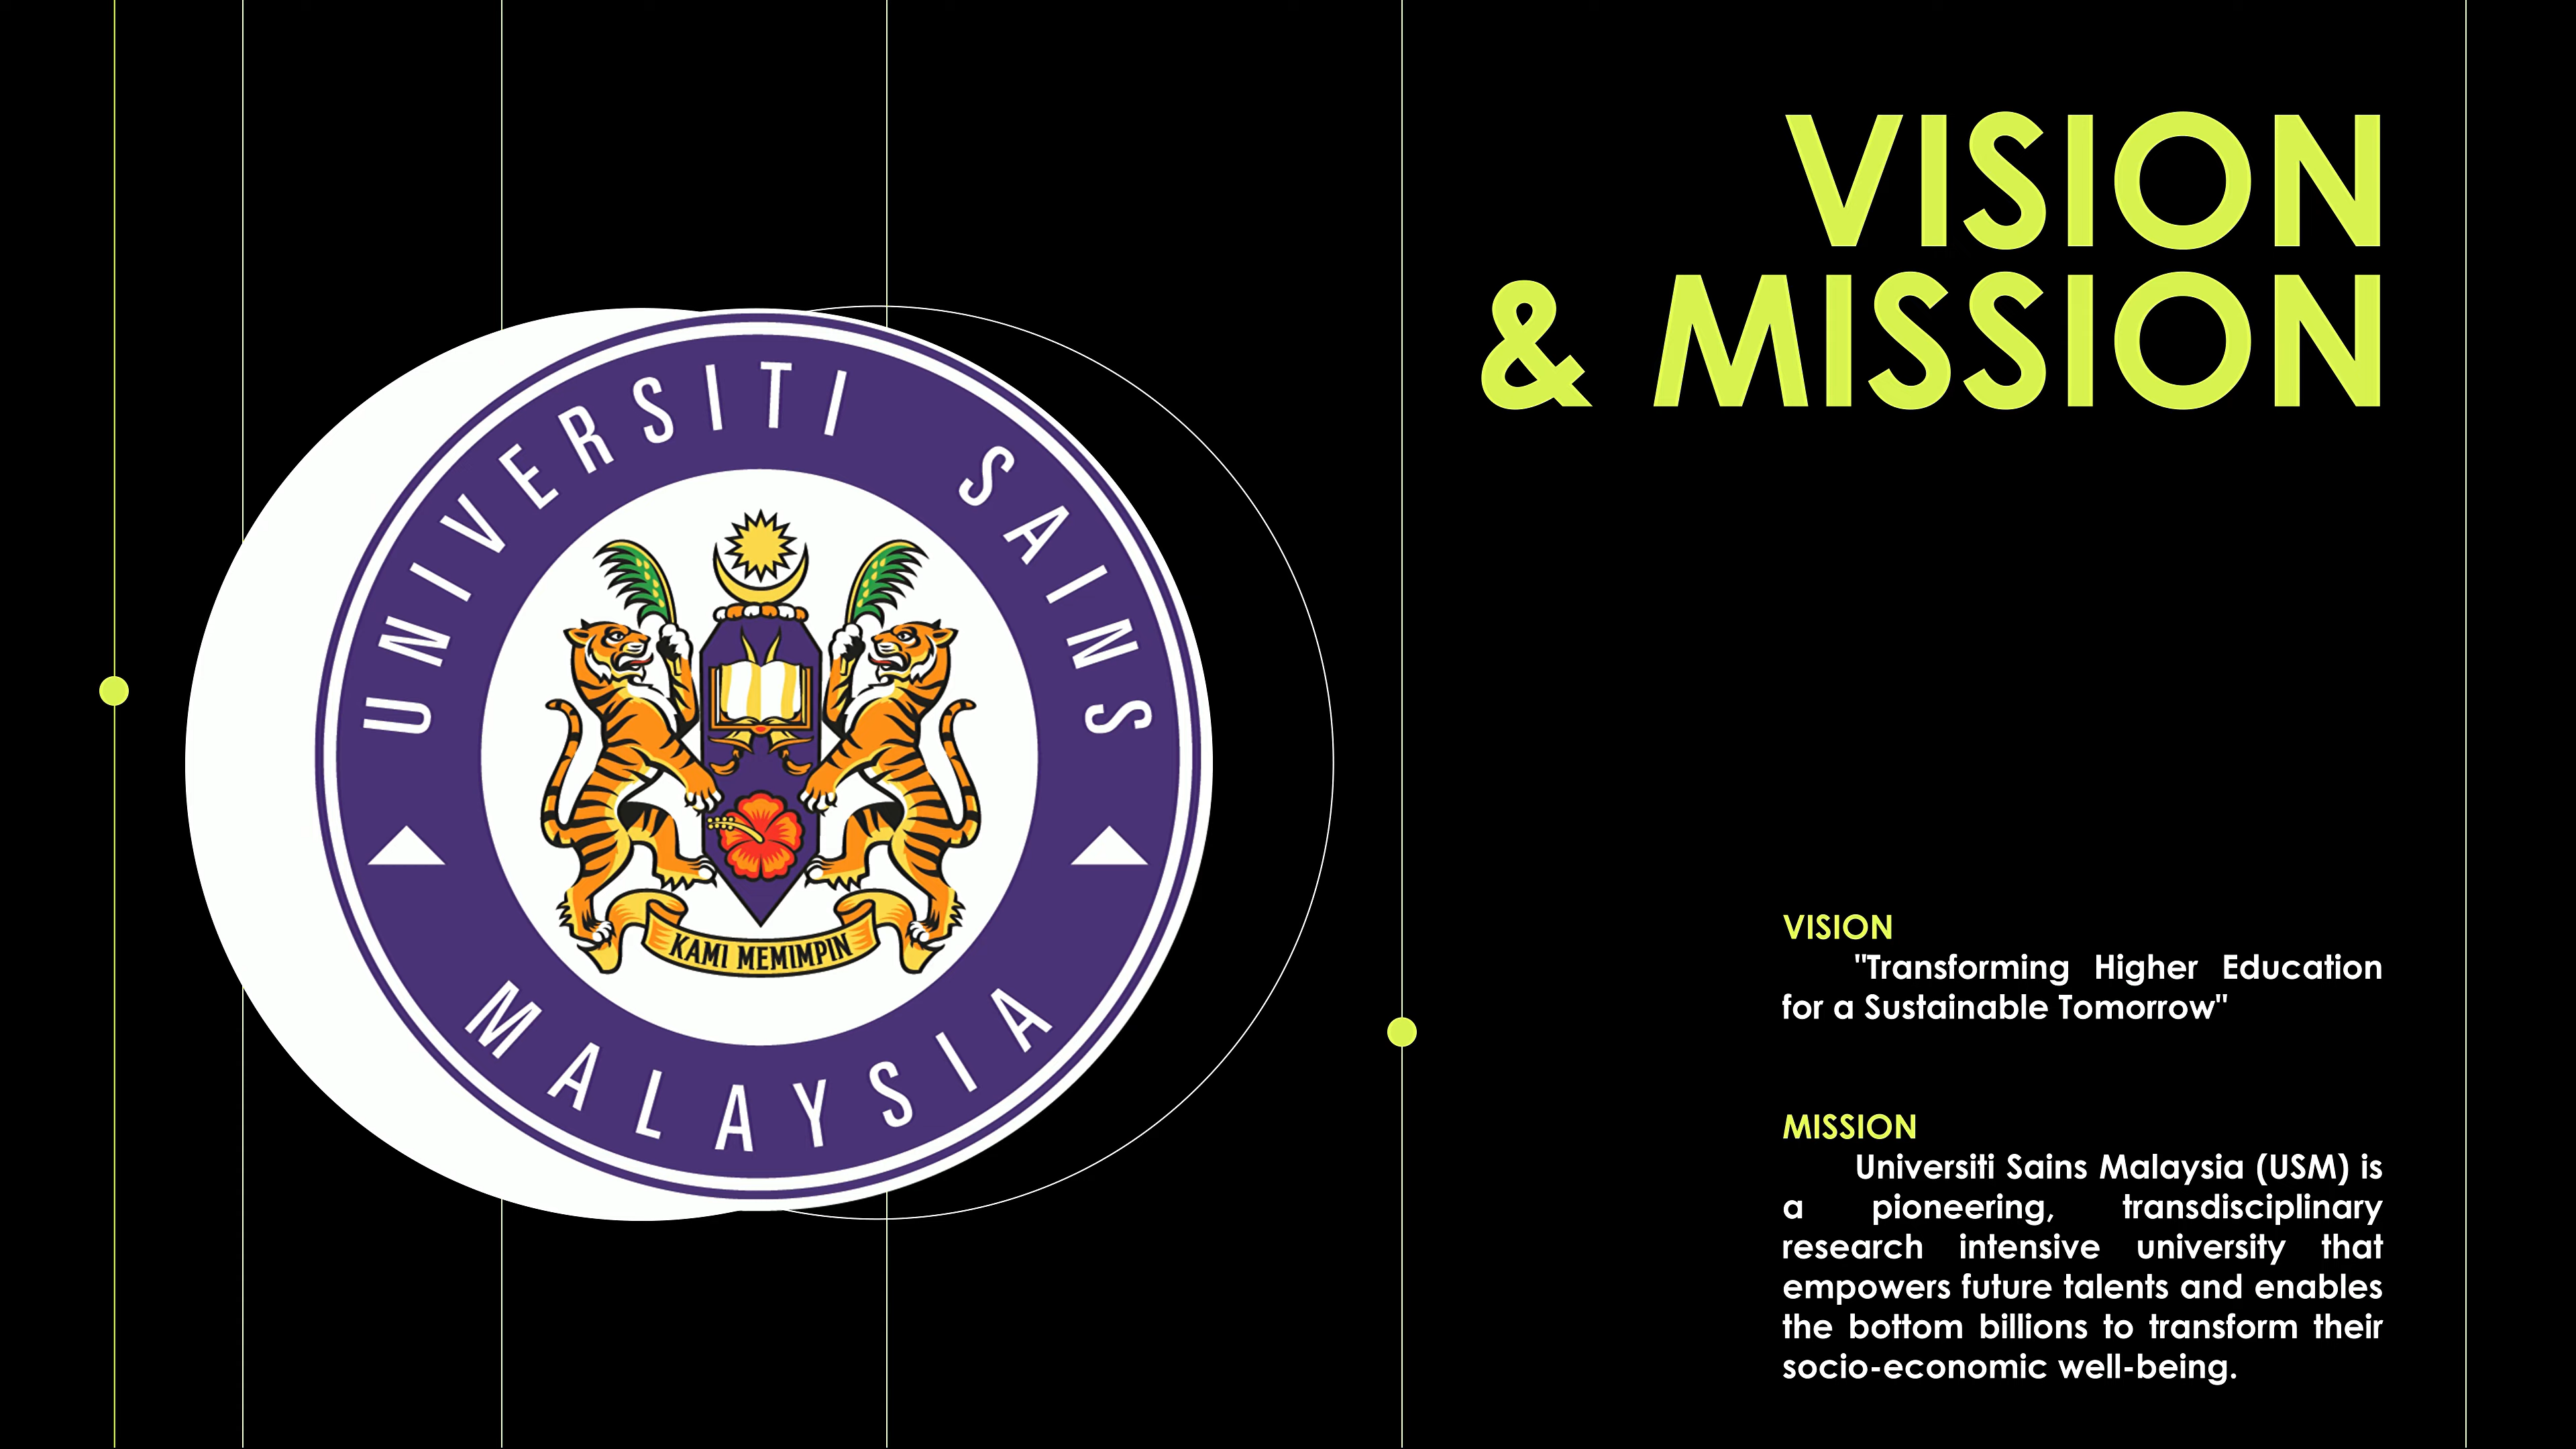 VISION
& MISSION
UNIVERSITI SAINS
MALAYSIA
KAMI MEMIMPIN
VISION
"Transforming Higher Education
for a Sustainable Tomorrow"
MISSION
Universiti Sains Malaysia (USM) is
a pioneering, transdisciplinary
research intensive university that
empowers future talents and enables
the bottom billions to transform their
socio-economic well-being.